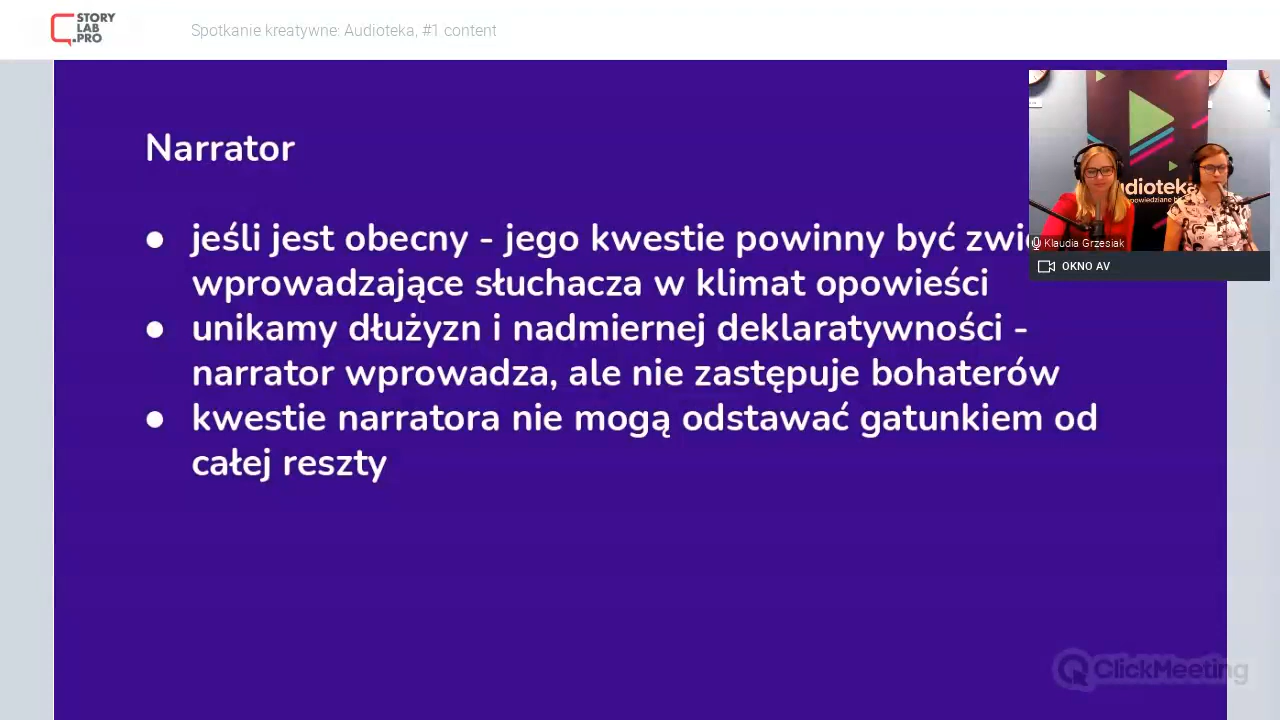 STORY
LAB
.PRO
Spotkanie kreatywne: Audioteka, #1 content
Narrator
● jeśli jest obecny - jego kwestie powinny być
wprowadzające słuchacza w klimat opowieści
● unikamy dłużyzn i nadmiernej deklaratywności -
narrator wprowadza, ale nie zastępuje bohaterów
● kwestie narratora nie mogą odstawać gatunkiem od
całej reszty
Klaudia Grzesiak
OKNO AV
ClickMeeting